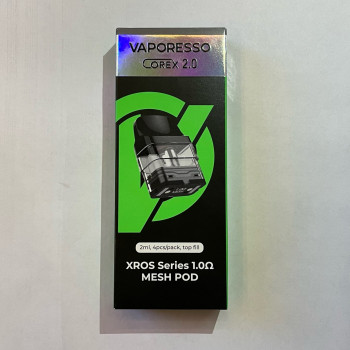 VAPORESSO
COREX 2.0
2ml, 4pcs/pack, top fill
XROS Series 1.0Ω
MESH POD